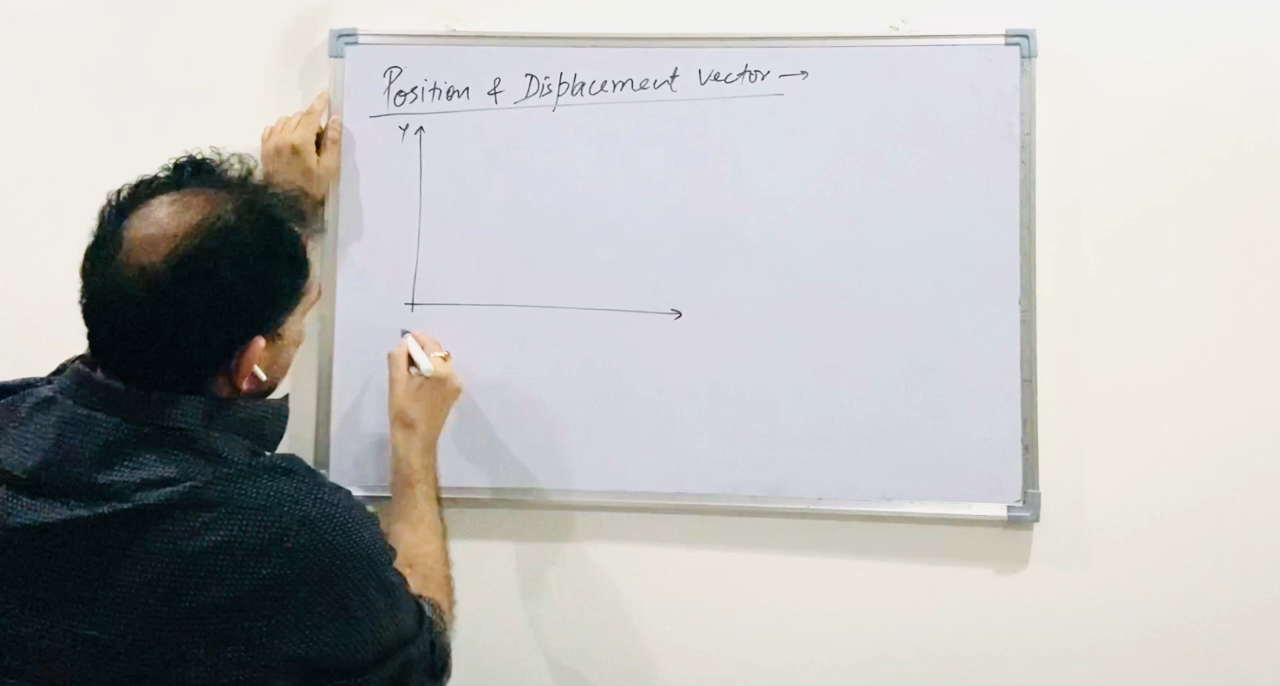 Position & Displacement vector →
Y